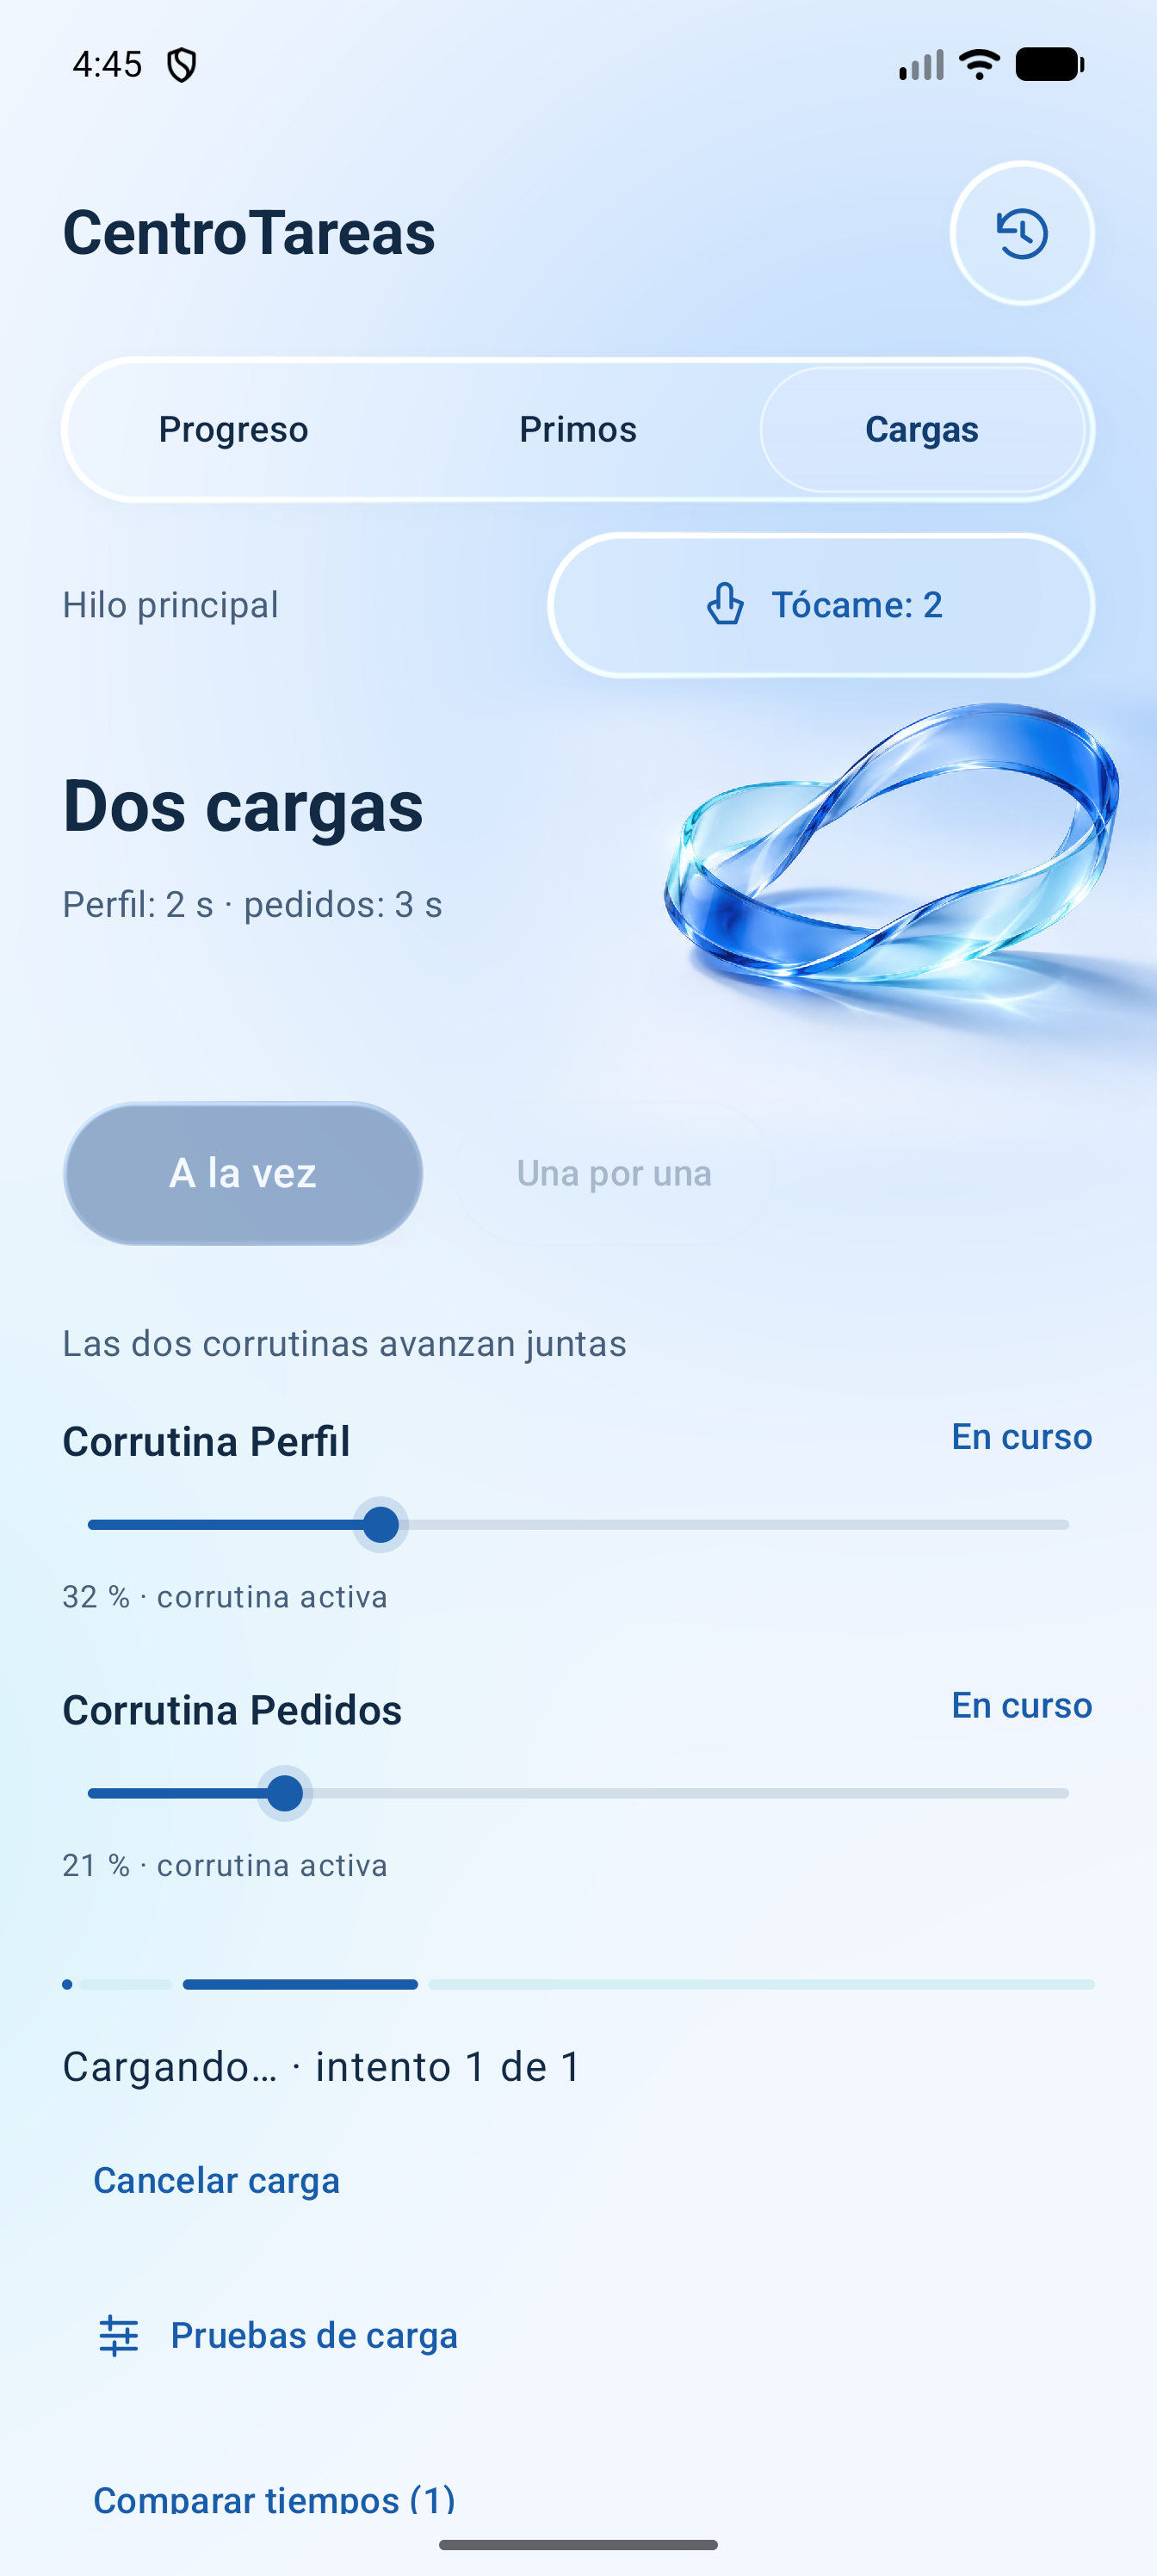 4:45
CentroTareas
Progreso Primos Cargas
Hilo principal Tócame: 2
Dos cargas
Perfil: 2 s · pedidos: 3 s
A la vez Una por una
Las dos corrutinas avanzan juntas
Corrutina Perfil En curso
32 % · corrutina activa
Corrutina Pedidos En curso
21 % · corrutina activa
Cargando... · intento 1 de 1
Cancelar carga
Pruebas de carga
Comparar tiempos (1)